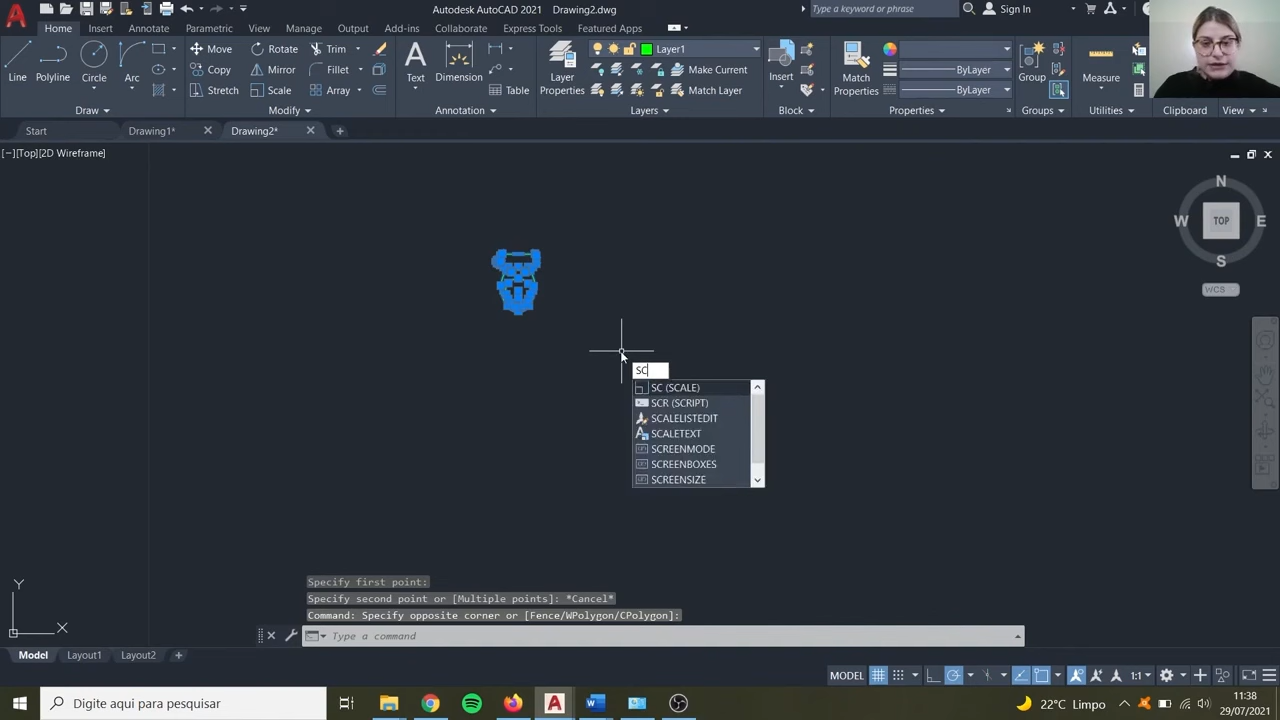 Autodesk AutoCAD 2021 Drawing2.dwg
Type a keyword or phrase
Sign In
Home
Insert
Annotate
Parametric
View
Manage
Output
Add-ins
Collaborate
Express Tools
Featured Apps
Line
Polyline
Circle
Arc
Draw
Move
Rotate
Trim
Copy
Mirror
Fillet
Stretch
Scale
Array
Modify
Text
Dimension
Table
Annotation
Layer Properties
Layer1
Make Current
Match Layer
Layers
Insert
Block
Match Properties
ByLayer
ByLayer
Properties
Group
Groups
Measure
Utilities
Clipboard
View
Start
Drawing1*
Drawing2*
[−][Top][2D Wireframe]
N
W
TOP
E
S
WCS
SC
SC (SCALE)
SCR (SCRIPT)
SCALELISTEDIT
SCALETEXT
SCREENMODE
SCREENBOXES
SCREENSIZE
Y
X
Specify first point:
Specify second point or [Multiple points]: *Cancel*
Command: Specify opposite corner or [Fence/WPolygon/CPolygon]:
Type a command
Model
Layout1
Layout2
MODEL
1:1
Digite aqui para pesquisar
22°C Limpo
11:38
29/07/2021